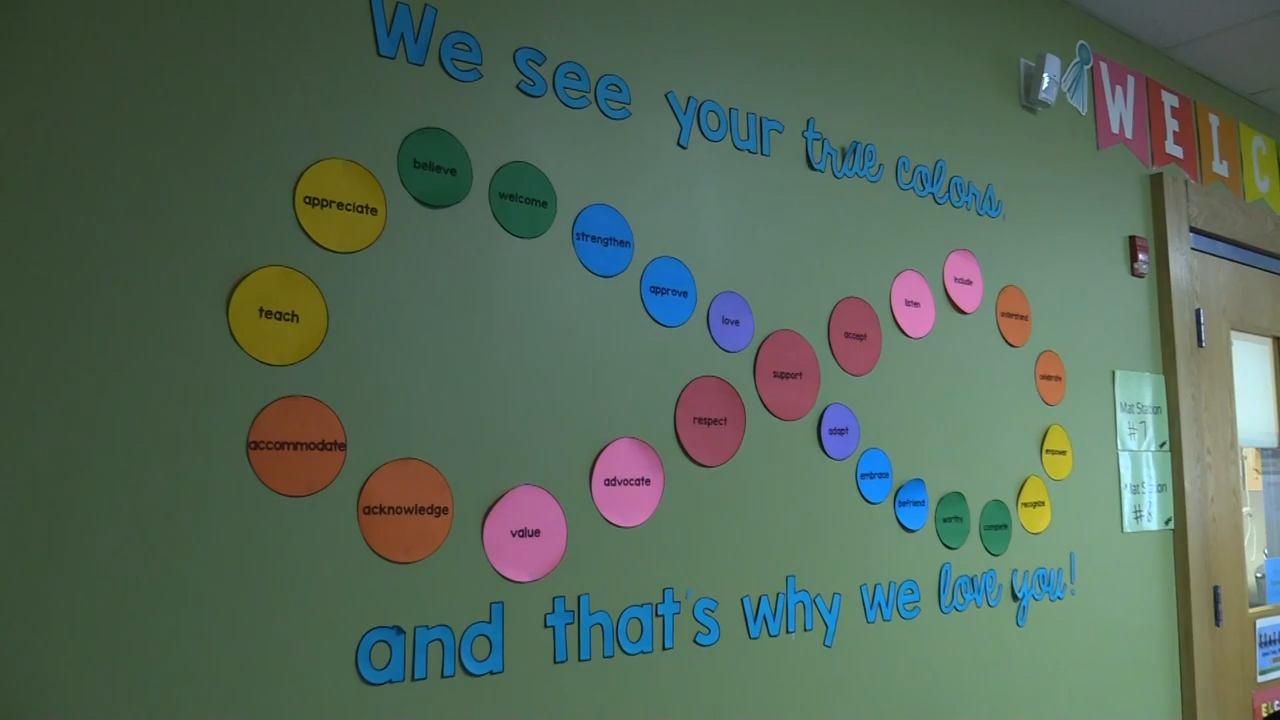 We see your true colors,
believe
appreciate
welcome
strengthen
approve
love
teach
accommodate
acknowledge
value
advocate
respect
support
accept
listen
include
understand
celebrate
empower
recognize
complete
worthy
befriend
embrace
adapt
and that's why we love you!
WELC
Mat Station
#7
Mat Station
#8